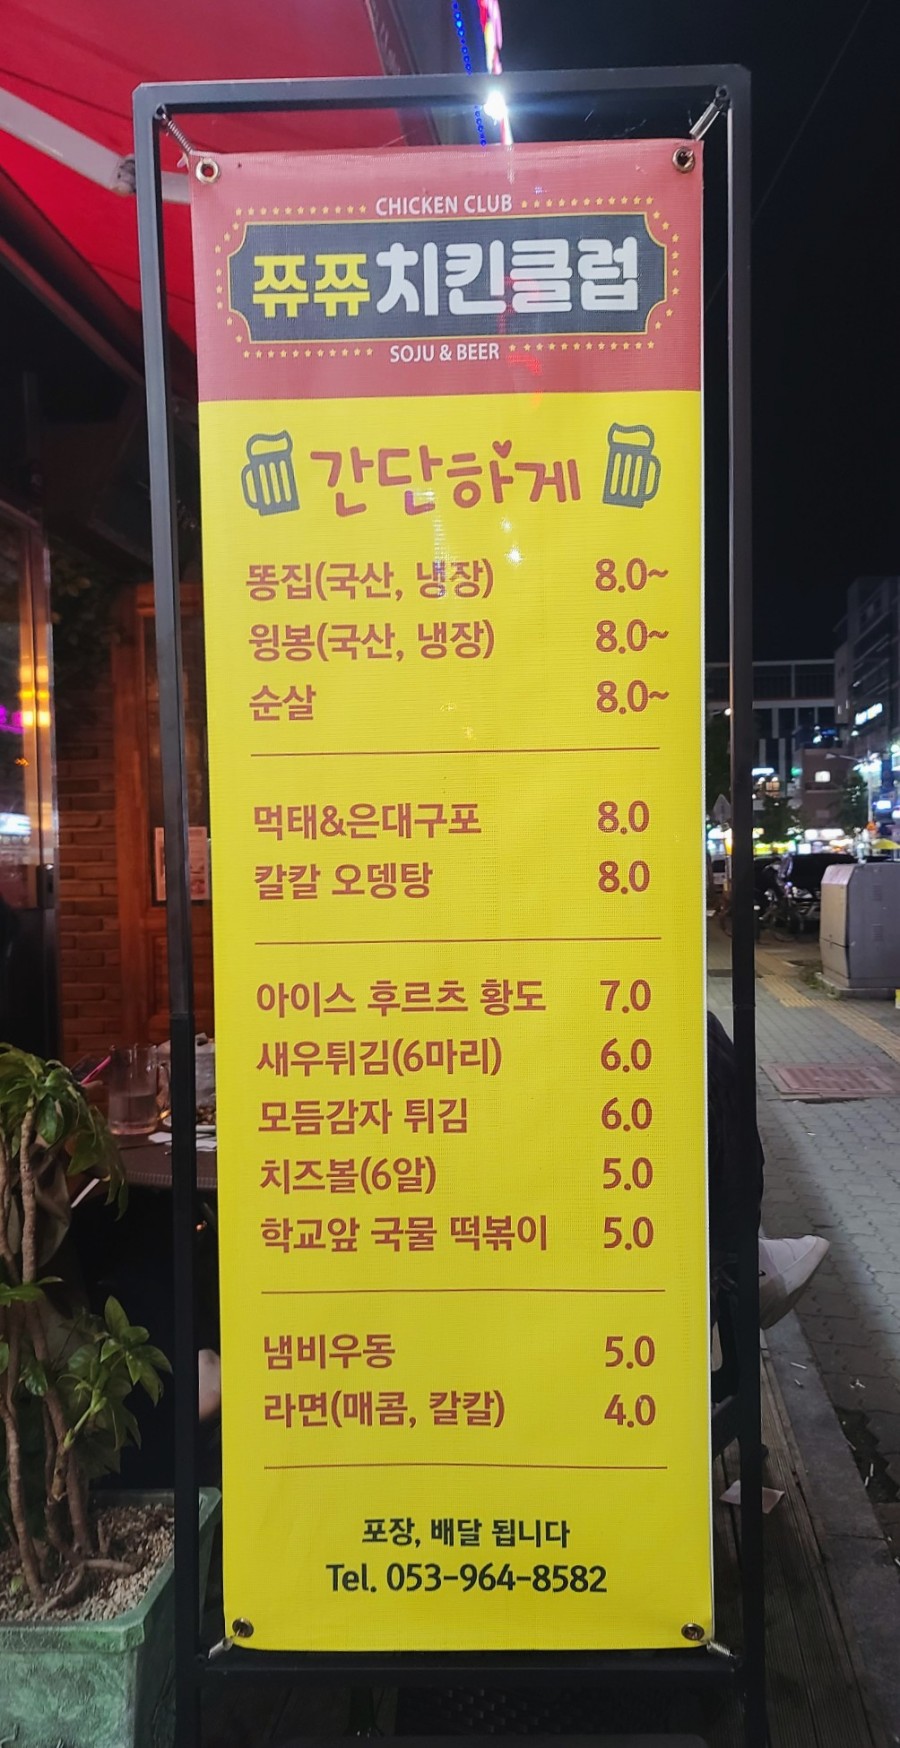 CHICKEN CLUB
쮸쮸치킨클럽
SOJU & BEER
간단하게
똥집(국산, 냉장) 8.0~
윙봉(국산, 냉장) 8.0~
순살 8.0~
먹태&은대구포 8.0
칼칼 오뎅탕 8.0
아이스 후르츠 황도 7.0
새우튀김(6마리) 6.0
모듬감자 튀김 6.0
치즈볼(6알) 5.0
학교앞 국물 떡볶이 5.0
냄비우동 5.0
라면(매콤, 칼칼) 4.0
포장, 배달 됩니다
Tel. 053-964-8582